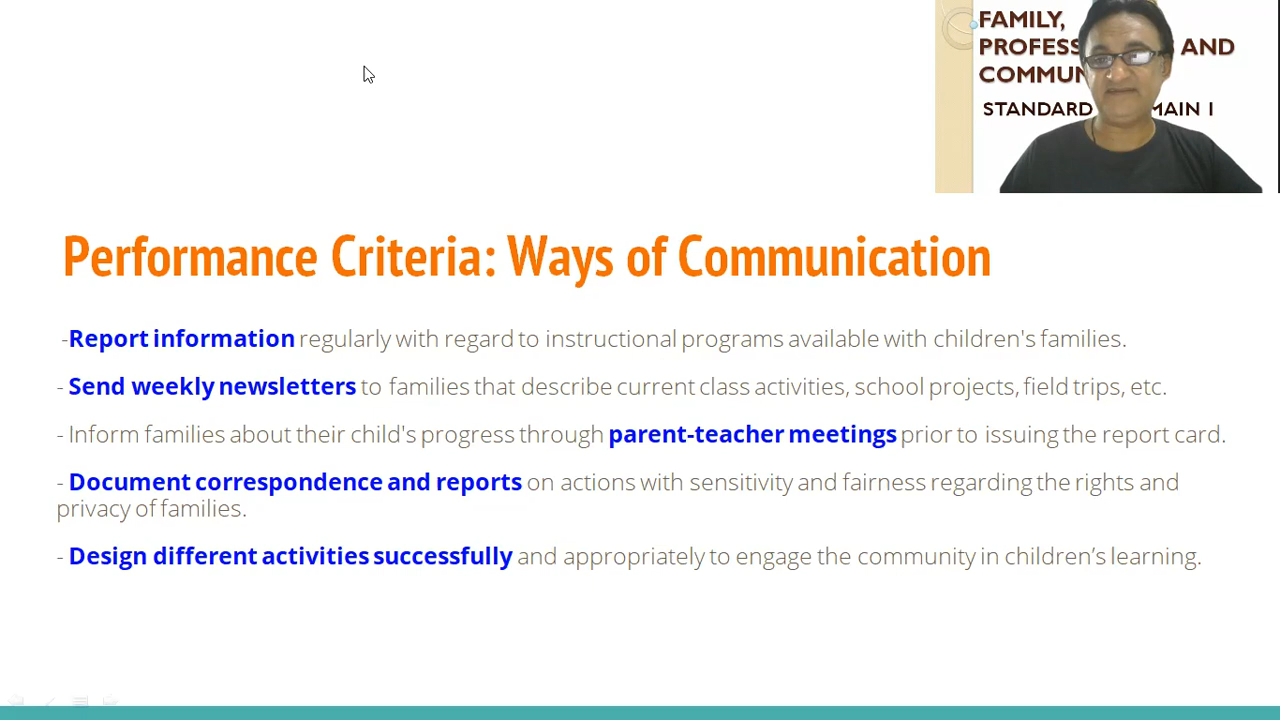 FAMILY,
AND
STANDARD
MAIN 1
Performance Criteria: Ways of Communication
-Report information regularly with regard to instructional programs available with children's families.
- Send weekly newsletters to families that describe current class activities, school projects, field trips, etc.
- Inform families about their child's progress through parent-teacher meetings prior to issuing the report card.
- Document correspondence and reports on actions with sensitivity and fairness regarding the rights and
privacy of families.
- Design different activities successfully and appropriately to engage the community in children’s learning.